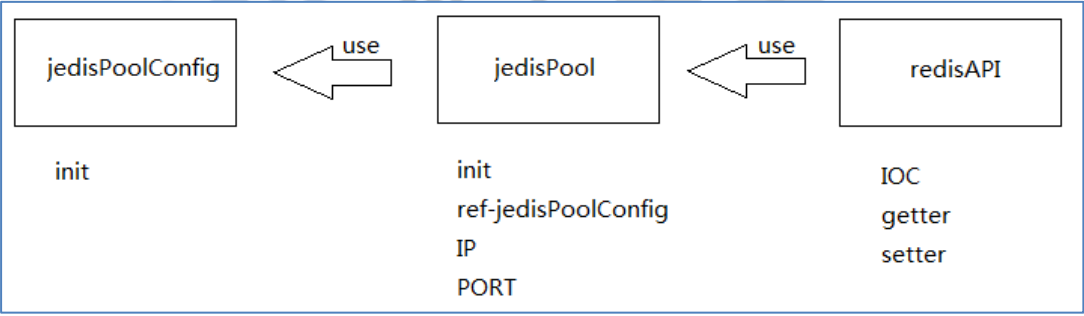 jedisPoolConfig
use
jedisPool
use
redisAPI
init
init
ref-jedisPoolConfig
IP
PORT
IOC
getter
setter